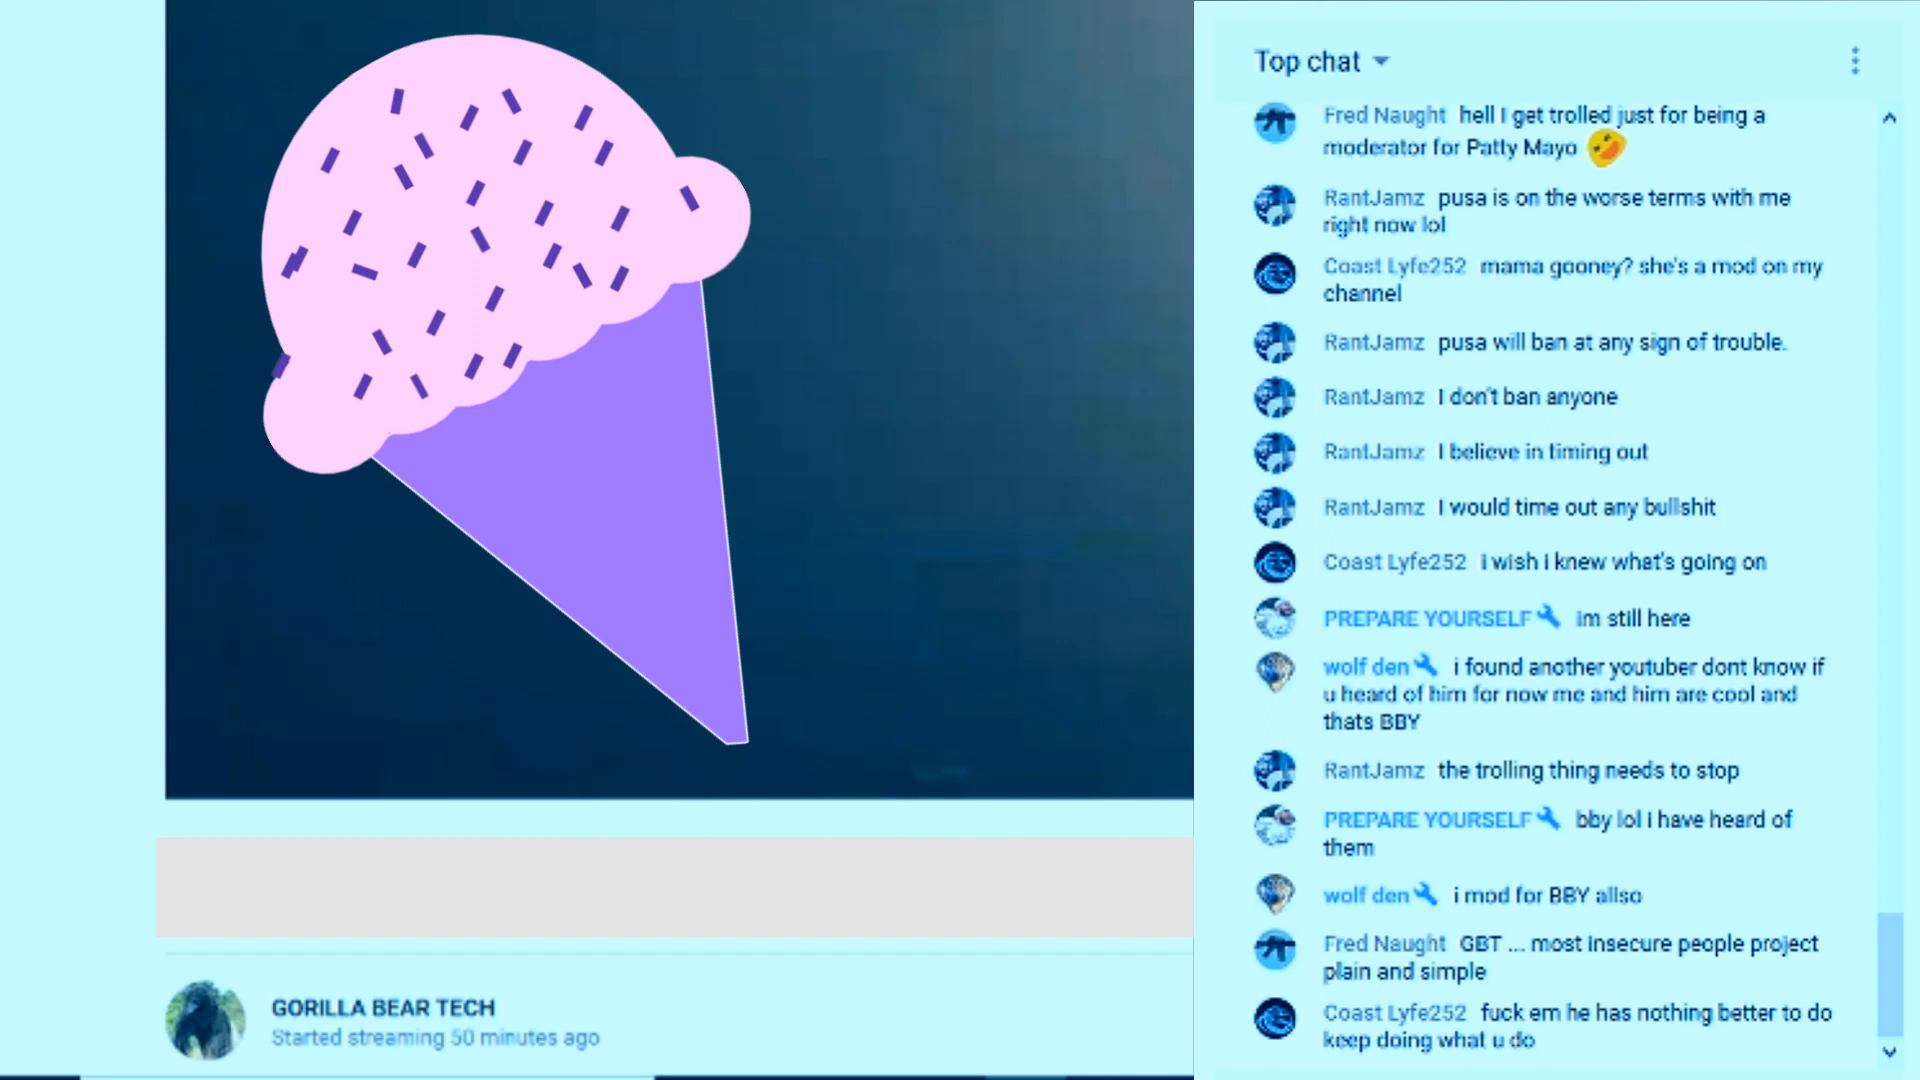 Top chat
Fred Naught hell I get trolled just for being a
moderator for Patty Mayo
RantJamz pusa is on the worse terms with me
right now lol
Coast Lyfe252 mama gooney? she's a mod on my
channel
RantJamz pusa will ban at any sign of trouble.
RantJamz I don't ban anyone
RantJamz I believe in timing out
RantJamz I would time out any bullshit
Coast Lyfe252 i wish i knew what's going on
PREPARE YOURSELF im still here
wolf den i found another youtuber dont know if
u heard of him for now me and him are cool and
thats BBY
RantJamz the trolling thing needs to stop
PREPARE YOURSELF bby lol i have heard of
them
wolf den i mod for BBY allso
Fred Naught GBT ... most insecure people project
plain and simple
Coast Lyfe252 fuck em he has nothing better to do
keep doing what u do
GORILLA BEAR TECH
Started streaming 50 minutes ago